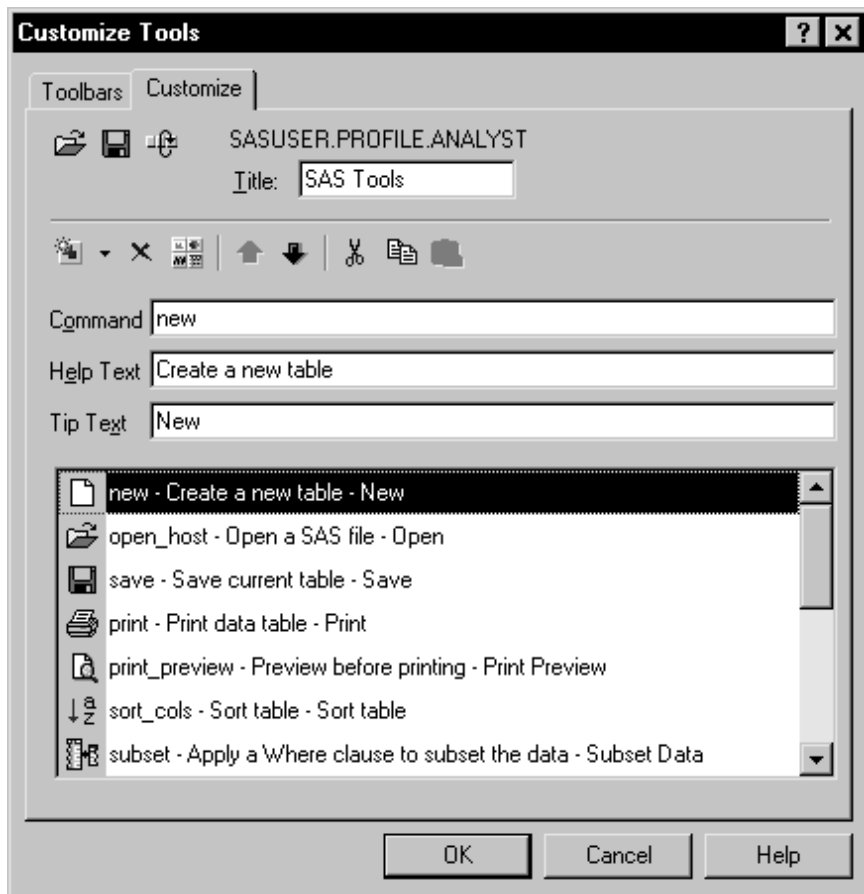 Customize Tools
Toolbars Customize
SASUSER.PROFILE.ANALYST
Title: SAS Tools
Command new
Help Text Create a new table
Tip Text New
new - Create a new table - New
open_host - Open a SAS file - Open
save - Save current table - Save
print - Print data table - Print
print_preview - Preview before printing - Print Preview
sort_cols - Sort table - Sort table
subset - Apply a Where clause to subset the data - Subset Data
OK Cancel Help